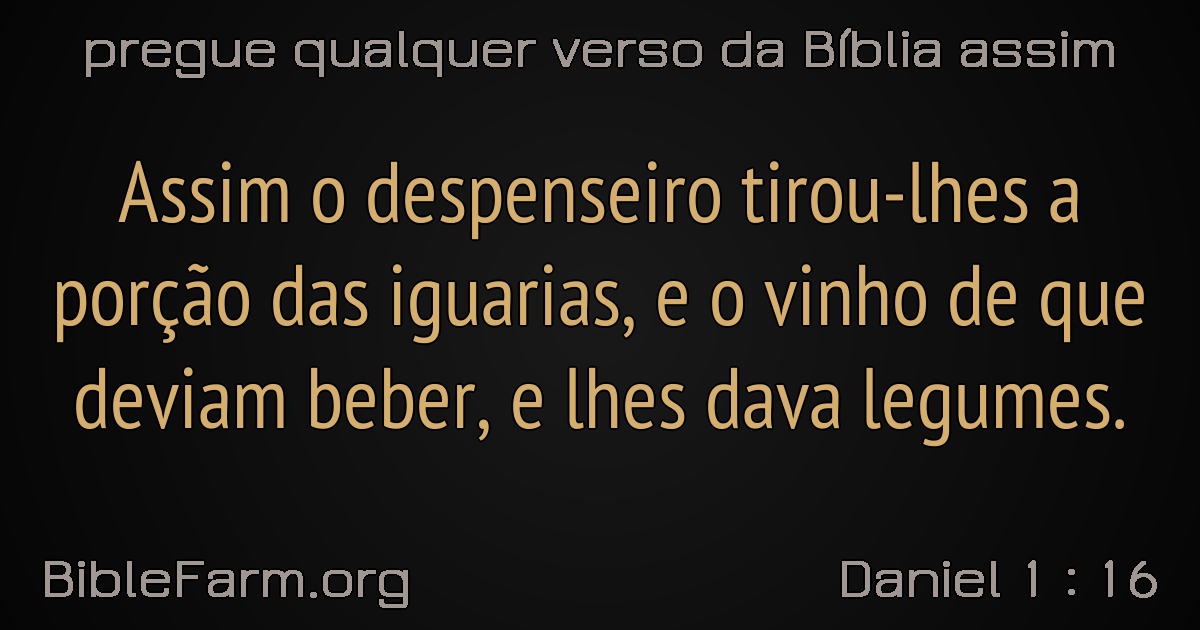 pregue qualquer verso da Bíblia assim
Assim o despenseiro tirou-lhes a
porção das iguarias, e o vinho de que
deviam beber, e lhes dava legumes.
BibleFarm.org
Daniel 1 : 16